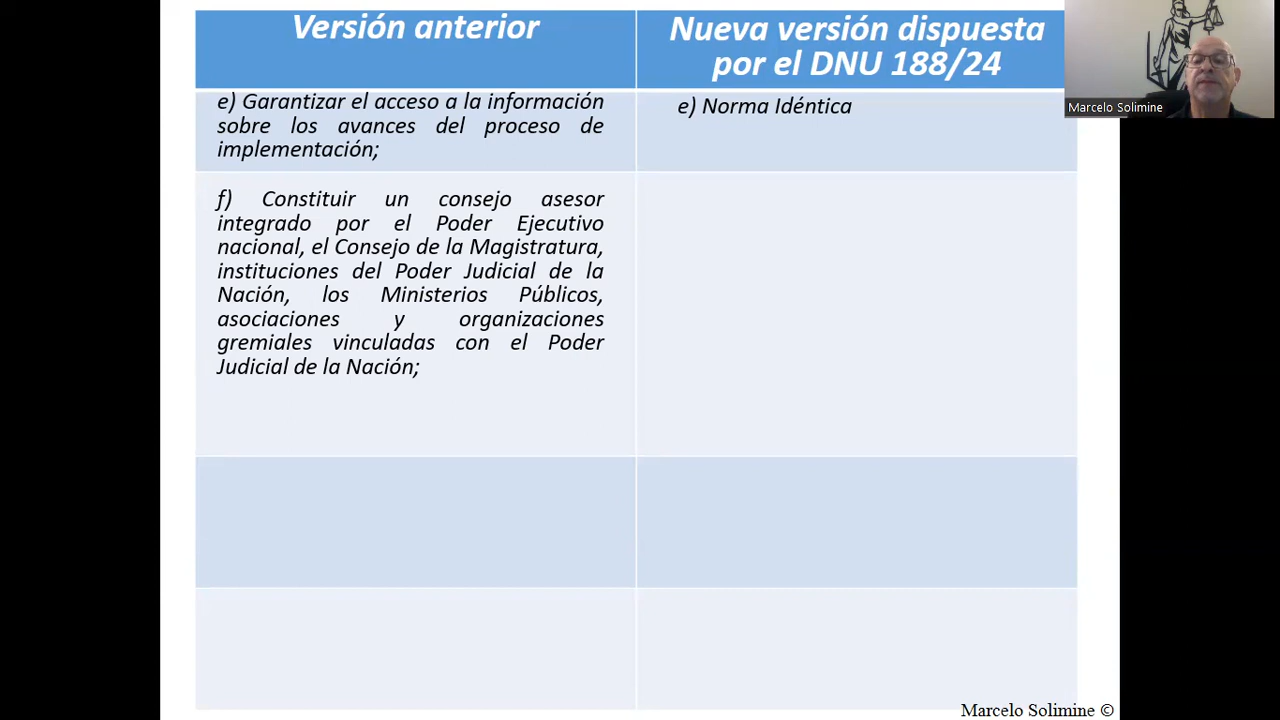 Versión anterior
Nueva versión dispuesta
por el DNU 188/24
Marcelo Solimine
e) Garantizar el acceso a la información
sobre los avances del proceso de
implementación;
e) Norma Idéntica
f) Constituir un consejo asesor
integrado por el Poder Ejecutivo
nacional, el Consejo de la Magistratura,
instituciones del Poder Judicial de la
Nación, los Ministerios Públicos,
asociaciones y organizaciones
gremiales vinculadas con el Poder
Judicial de la Nación;
Marcelo Solimine ©